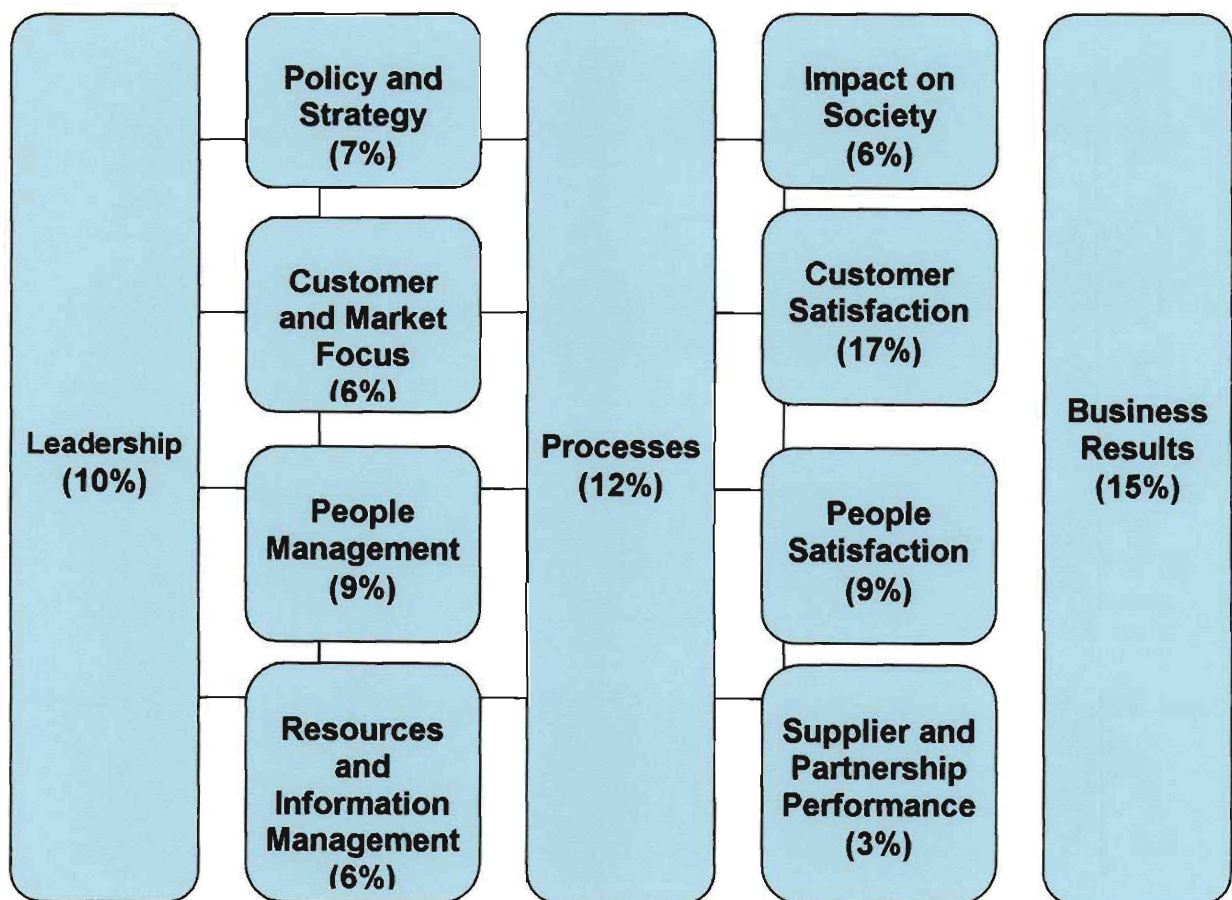 Leadership
(10%)
Policy and
Strategy
(7%)
Customer
and Market
Focus
(6%)
People
Management
(9%)
Resources
and
Information
Management
(6%)
Processes
(12%)
Impact on
Society
(6%)
Customer
Satisfaction
(17%)
People
Satisfaction
(9%)
Supplier and
Partnership
Performance
(3%)
Business
Results
(15%)